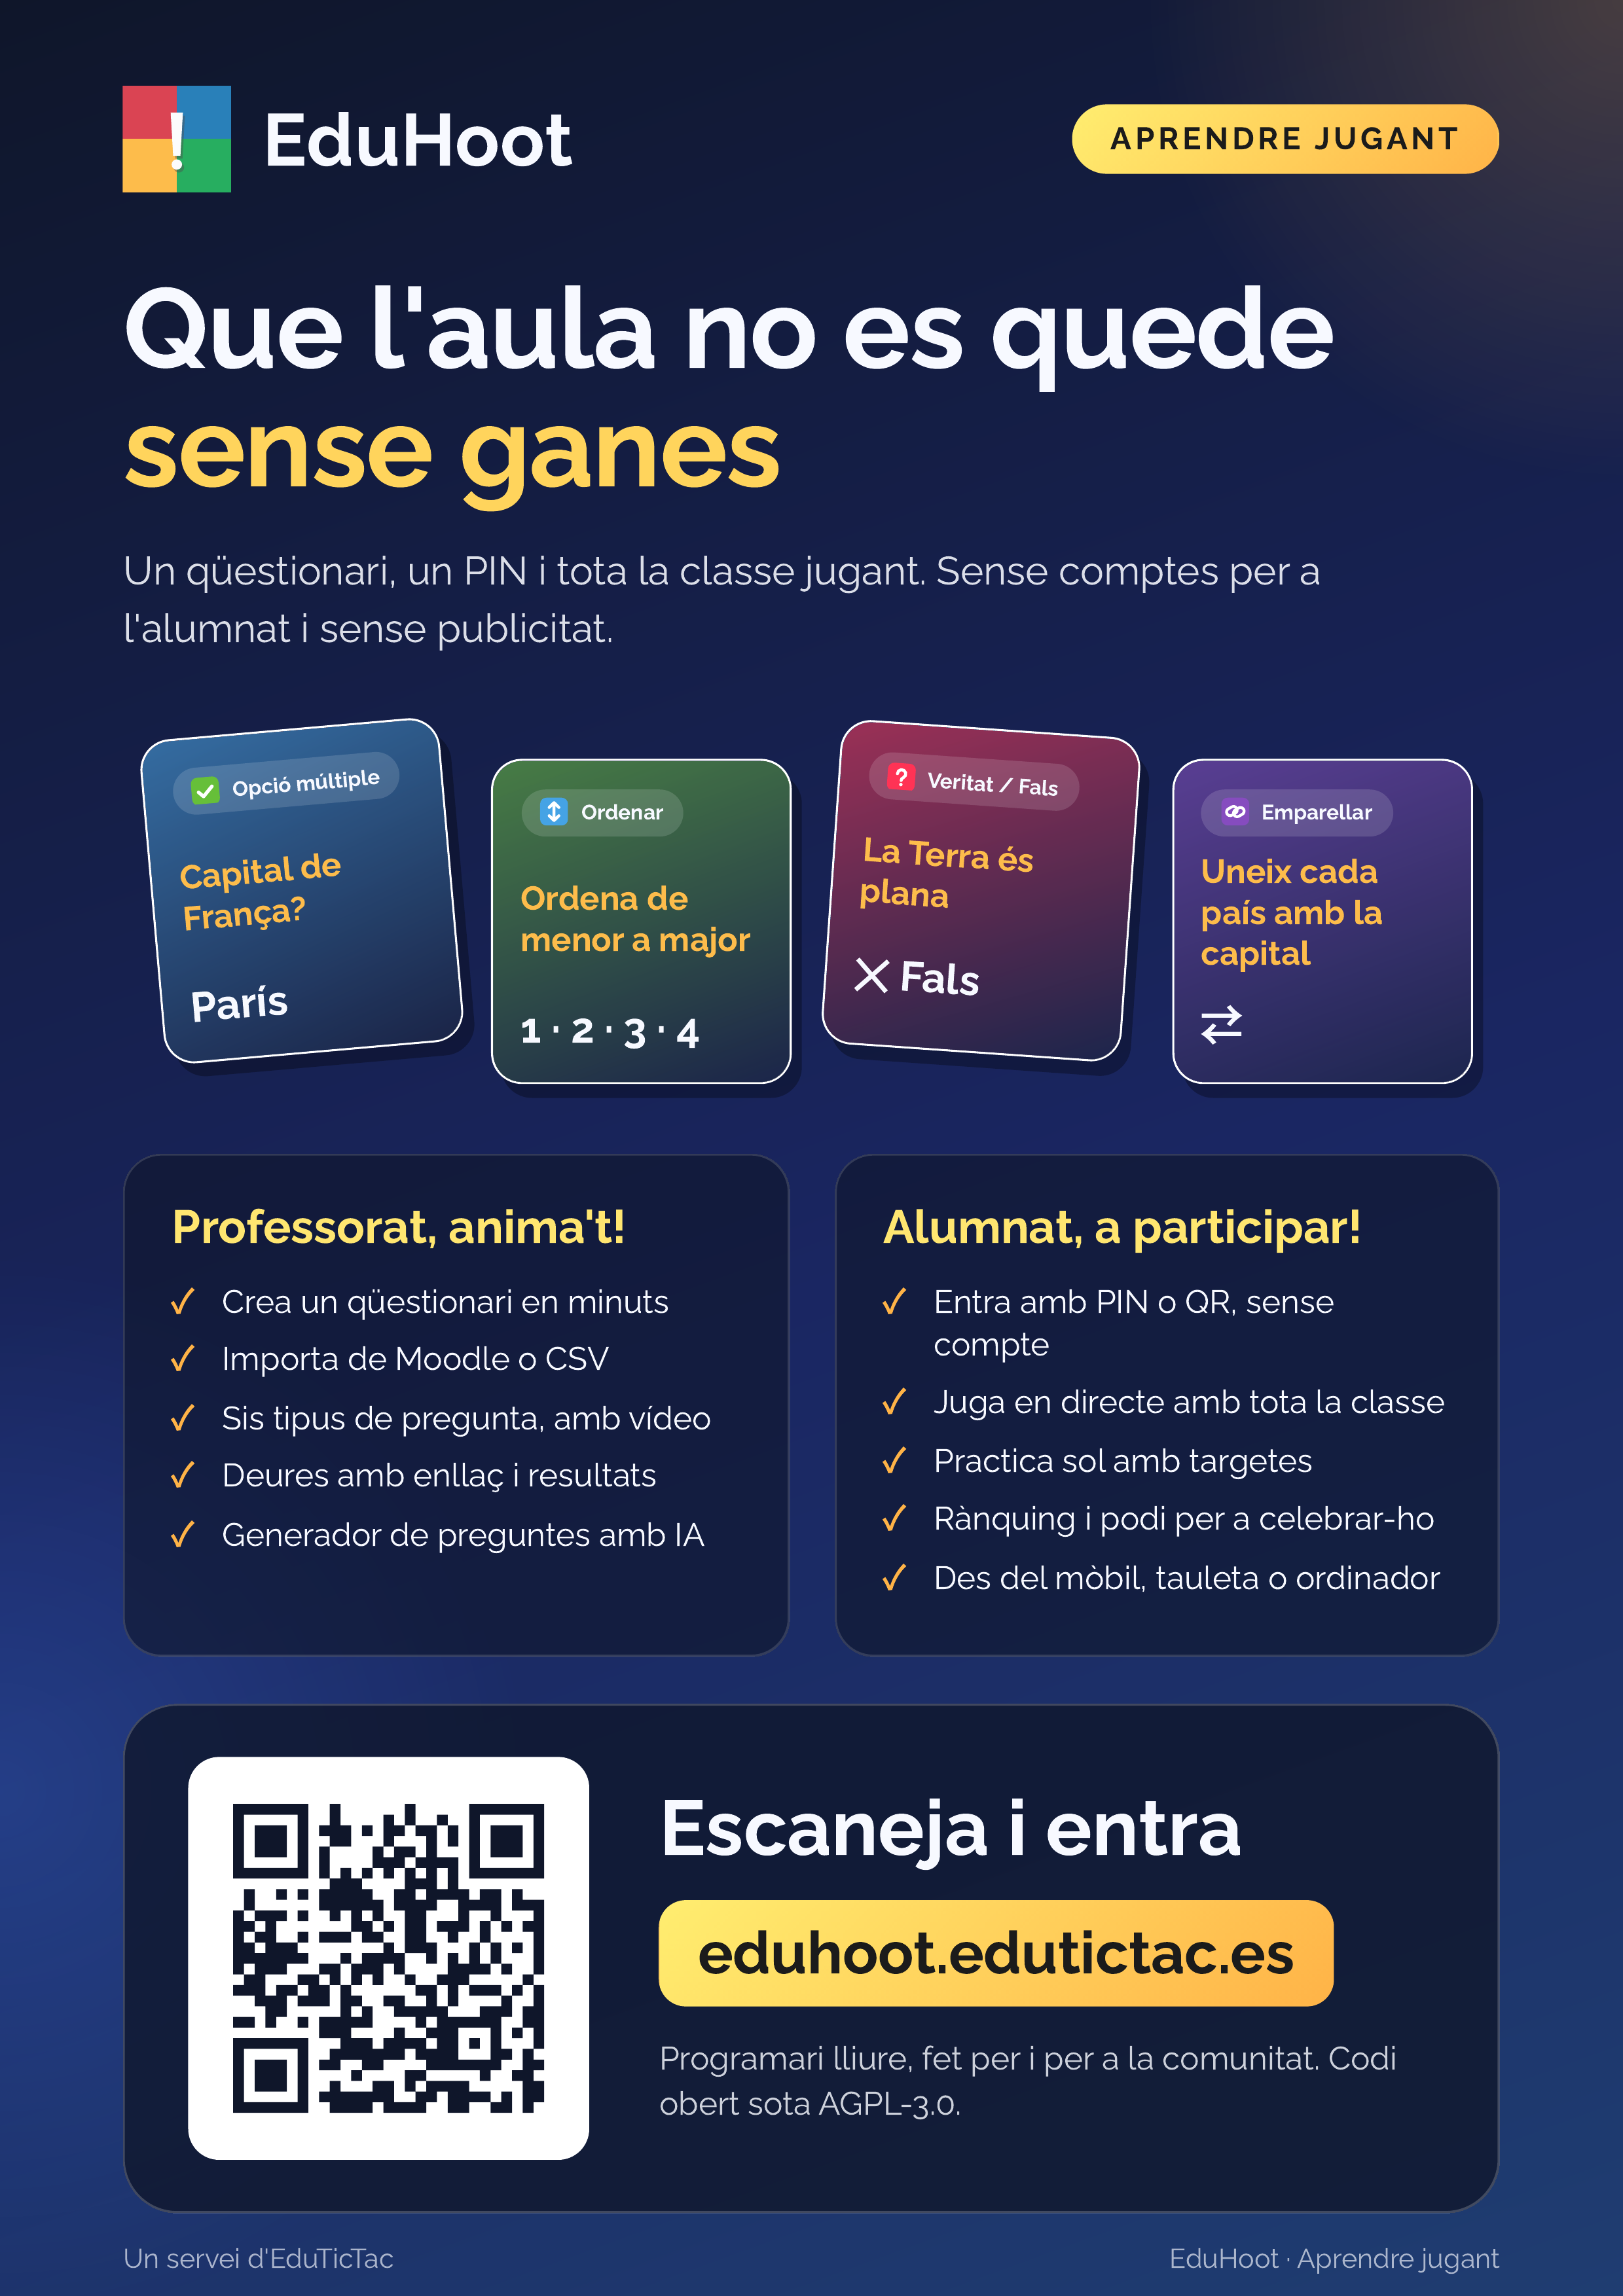 !
EduHoot
APRENDRE JUGANT
Que l'aula no es quede
sense ganes
Un qüestionari, un PIN i tota la classe jugant. Sense comptes per a
l'alumnat i sense publicitat.
Opció múltiple
Capital de
França?
París
Ordenar
Ordena de
menor a major
1 · 2 · 3 · 4
? Veritat / Fals
La Terra és
plana
Fals
Emparellar
Uneix cada
país amb la
capital
Professorat, anima't!
✓ Crea un qüestionari en minuts
✓ Importa de Moodle o CSV
✓ Sis tipus de pregunta, amb vídeo
✓ Deures amb enllaç i resultats
✓ Generador de preguntes amb IA
Alumnat, a participar!
✓ Entra amb PIN o QR, sense
compte
✓ Juga en directe amb tota la classe
✓ Practica sol amb targetes
✓ Rànquing i podi per a celebrar-ho
✓ Des del mòbil, tauleta o ordinador
Escaneja i entra
eduhoot.edutictac.es
Programari lliure, fet per i per a la comunitat. Codi
obert sota AGPL-3.0.
Un servei d'EduTicTac
EduHoot · Aprendre jugant